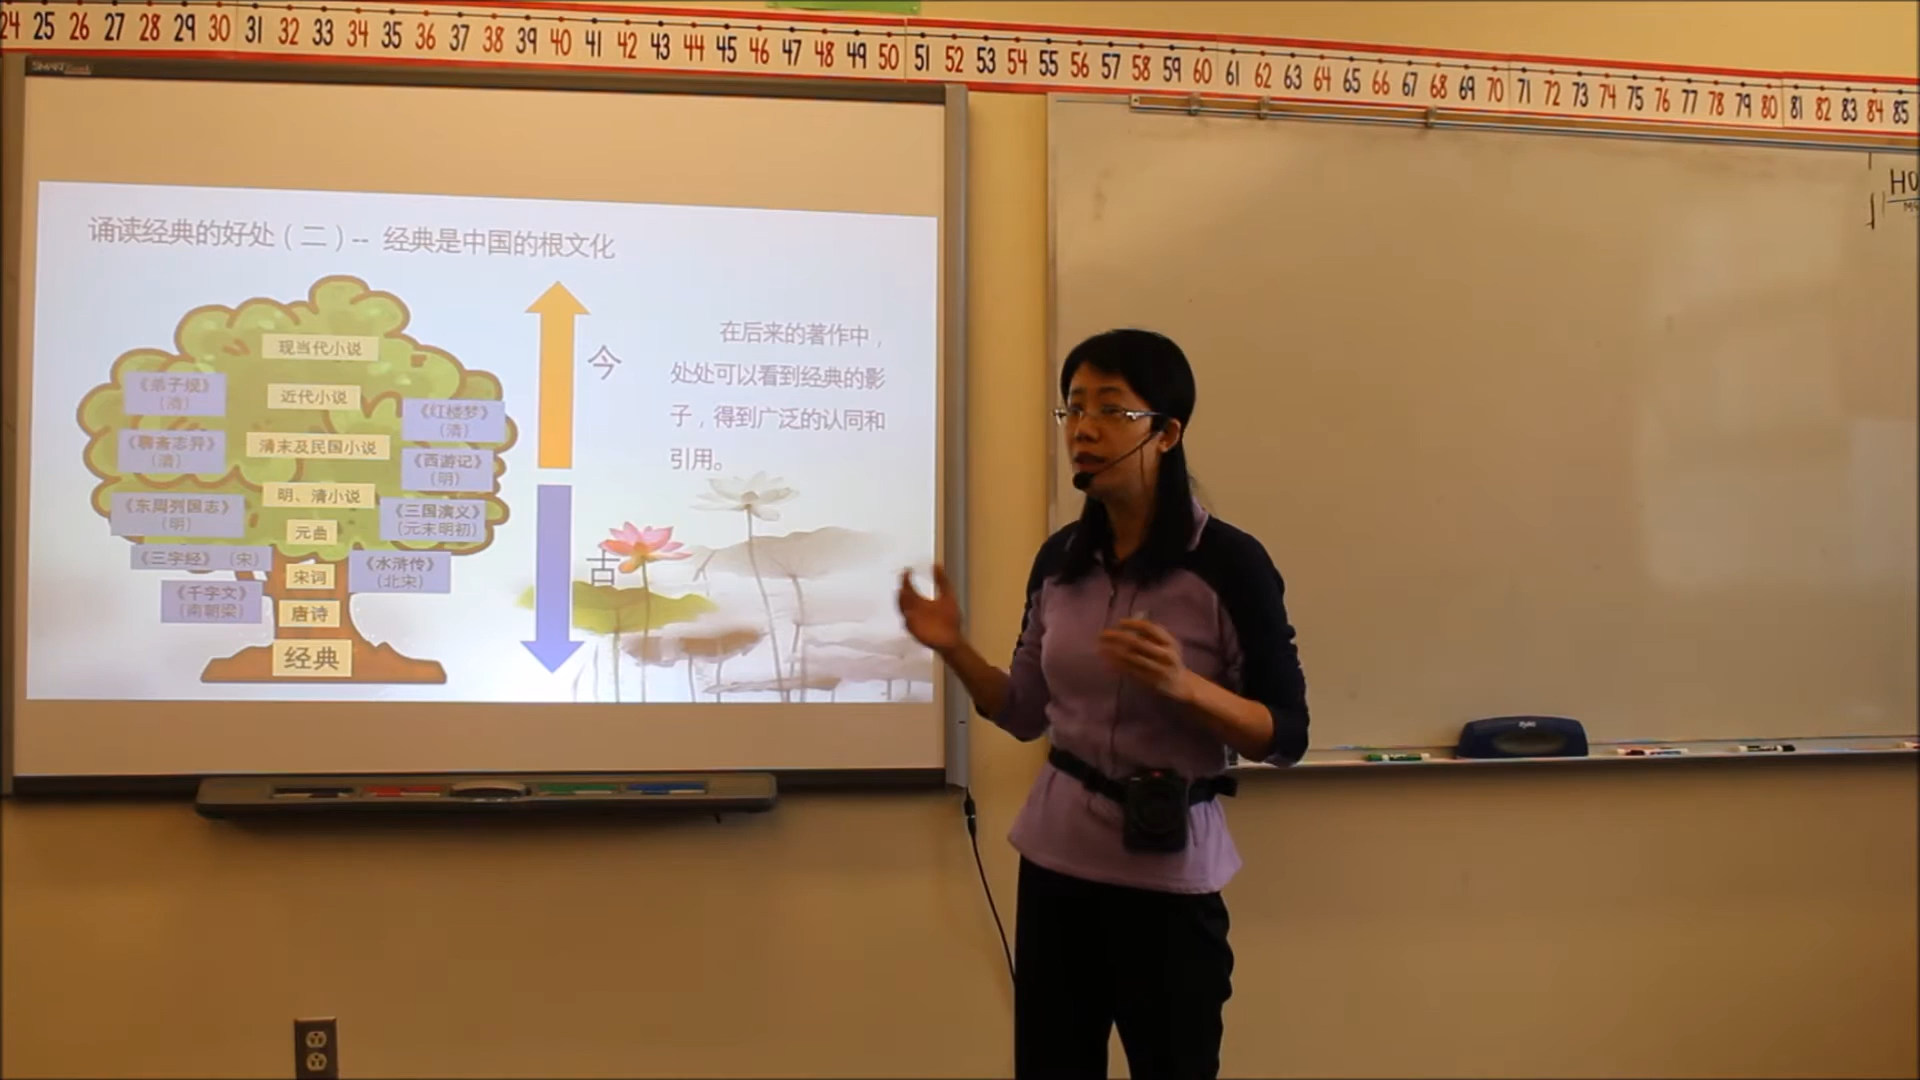 24 25 26 27 28 29 30 31 32 33 34 35 36 37 38 39 40 41 42 43 44 45 46 47 48 49 50 51 52 53 54 55 56 57 58 59 60 61 62 63 64 65 66 67 68 69 70 71 72 73 74 75 76 77 78 79 80 81 82 83 84 85
诵读经典的好处（二）-- 经典是中国的根文化
现当代小说
《弟子规》
（清）
近代小说
《红楼梦》
（清）
《聊斋志异》
（清）
清末及民国小说
《西游记》
（明）
明、清小说
《东周列国志》
（明）
《三国演义》
（元末明初）
元曲
《三字经》（宋）
《水浒传》
（北宋）
宋词
《千字文》
（南朝梁）
唐诗
经典
今
古
在后来的著作中，
处处可以看到经典的影
子，得到广泛的认同和
引用。
HO